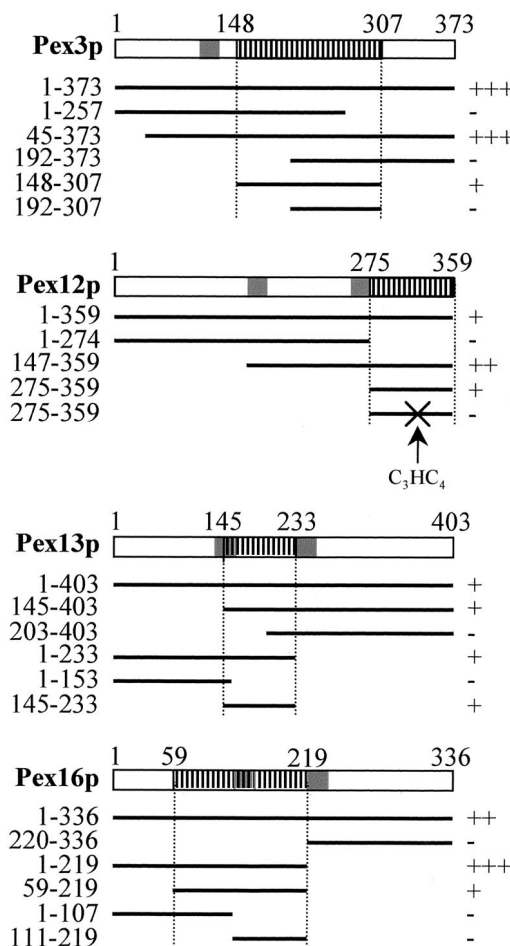 1 148 307 373
Pex3p
1-373 +++
1-257 -
45-373 +++
192-373 -
148-307 +
192-307 -
1 275 359
Pex12p
1-359 +
1-274 -
147-359 ++
275-359 +
275-359 -
C₃HC₄
1 145 233 403
Pex13p
1-403 +
145-403 +
203-403 -
1-233 +
1-153 -
145-233 +
1 59 219 336
Pex16p
1-336 ++
220-336 -
1-219 +++
59-219 +
1-107 -
111-219 -